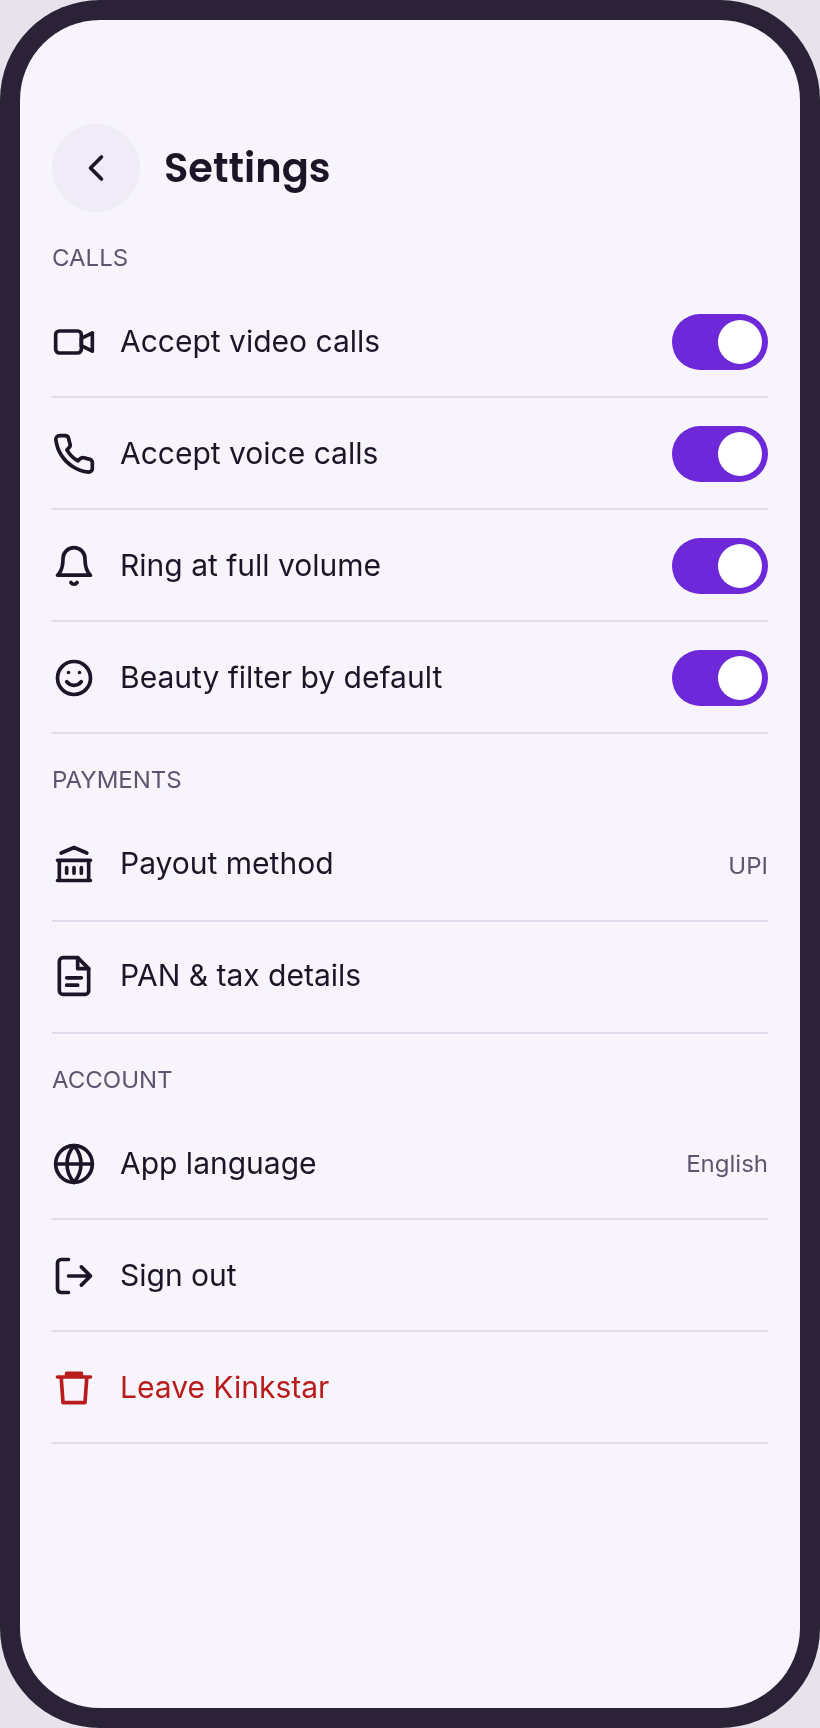 Settings
CALLS
Accept video calls
Accept voice calls
Ring at full volume
Beauty filter by default
PAYMENTS
Payout method UPI
PAN & tax details
ACCOUNT
App language English
Sign out
Leave Kinkstar